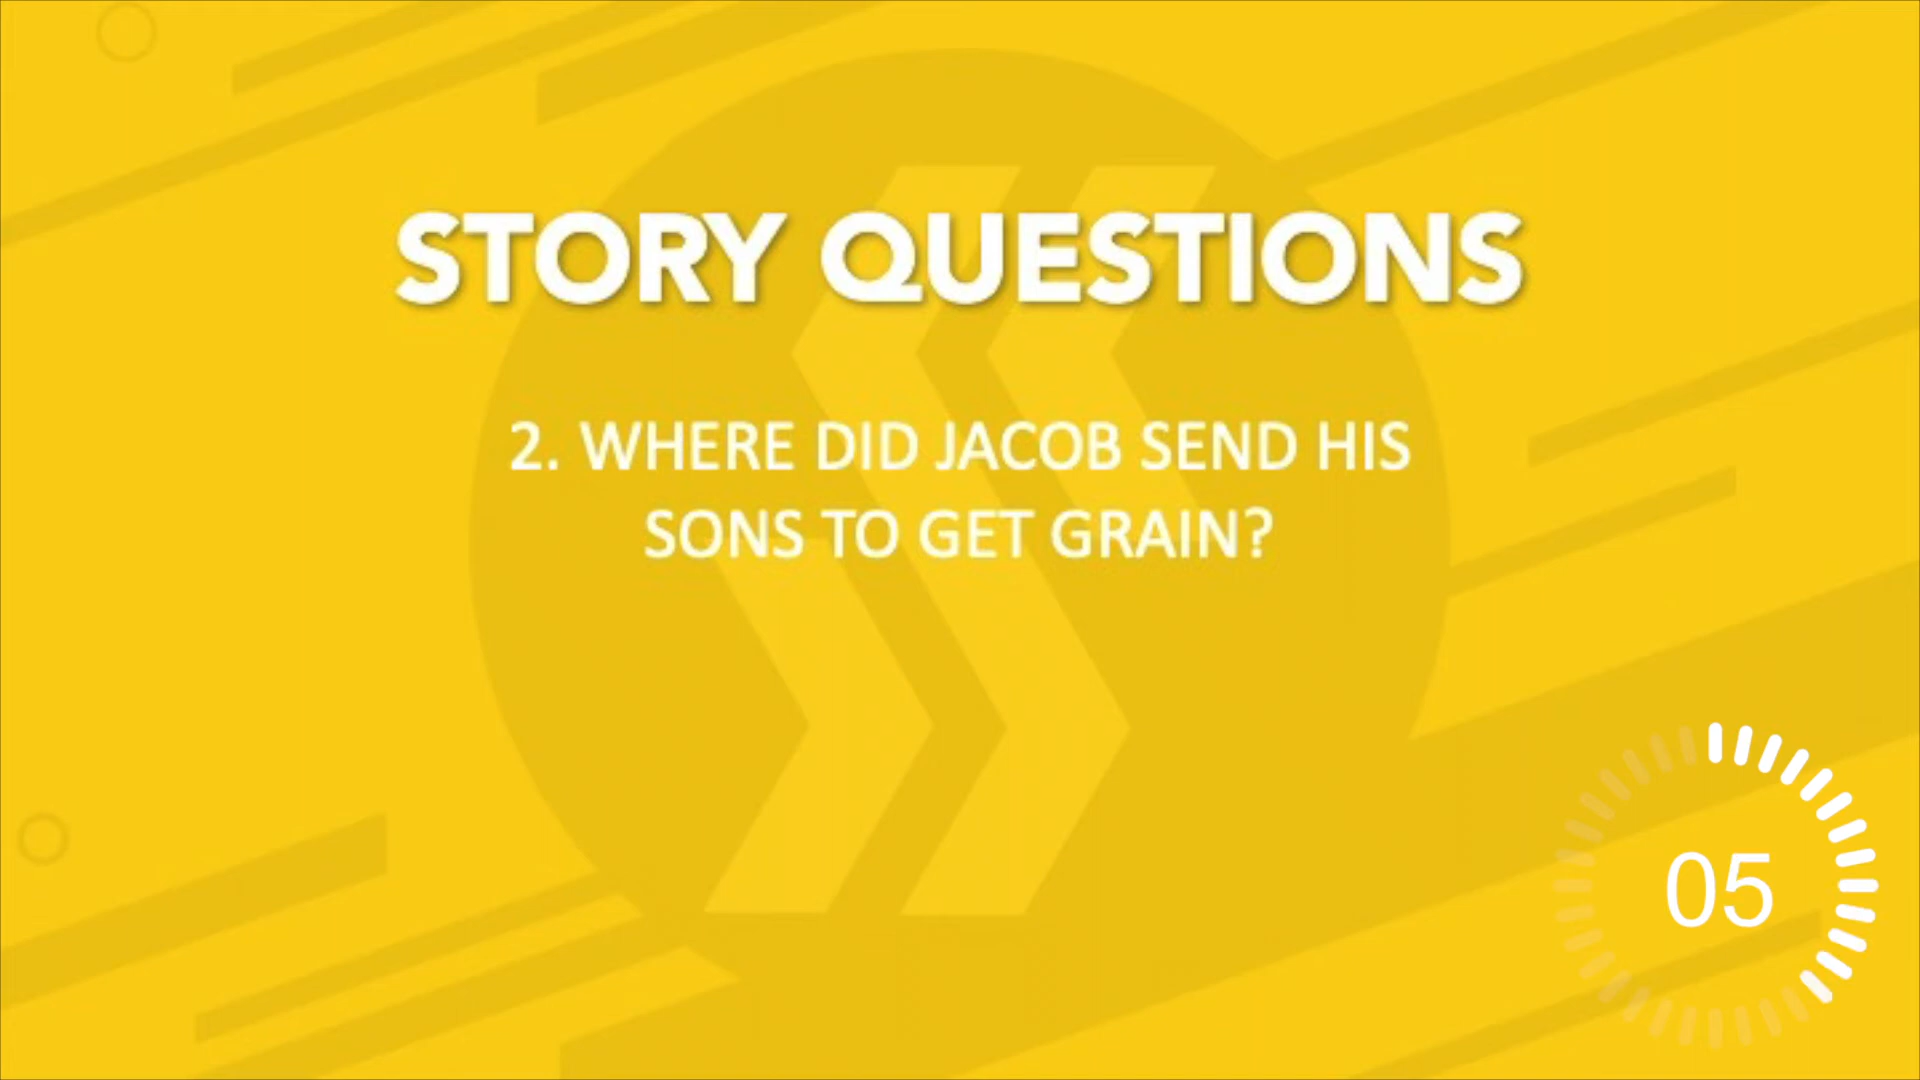 STORY QUESTIONS
2. WHERE DID JACOB SEND HIS
SONS TO GET GRAIN?
05